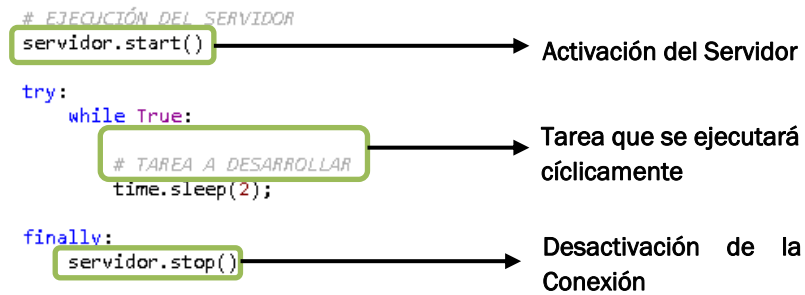 # EJECUCIÓN DEL SERVIDOR
servidor.start()
Activación del Servidor
try:
while True:
# TAREA A DESARROLLAR
Tarea que se ejecutará
cíclicamente
time.sleep(2);
finally:
servidor.stop()
Desactivación de la
Conexión